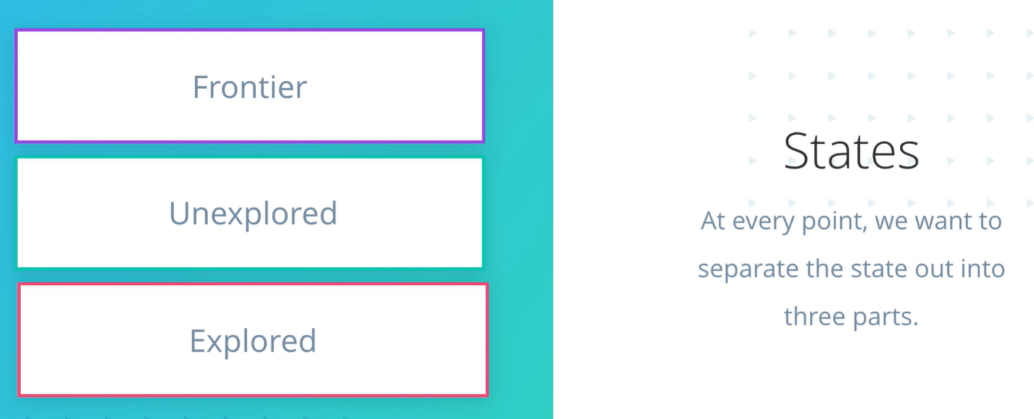 Frontier
Unexplored
Explored
States
At every point, we want to
separate the state out into
three parts.